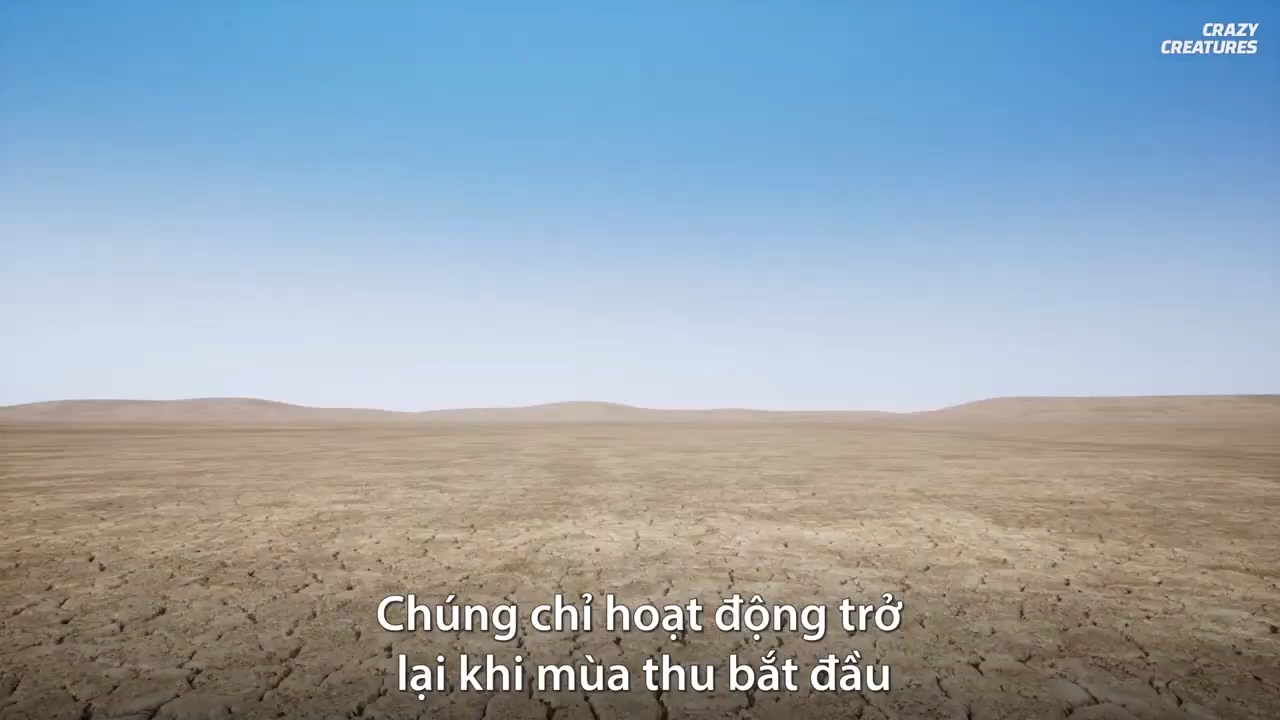 CRAZY
CREATURES
Chúng chỉ hoạt động trở
lại khi mùa thu bắt đầu